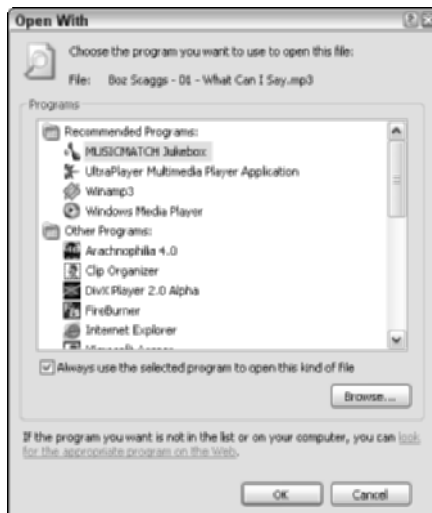 Open With
Choose the program you want to use to open this file:
File: Boz Scaggs - 01 - What Can I Say.mp3
Programs
Recommended Programs:
MUSICMATCH Jukebox
UltraPlayer Multimedia Player Application
Winamp3
Windows Media Player
Other Programs:
Arachnophilia 4.0
Clip Organizer
DivX Player 2.0 Alpha
FireBurner
Internet Explorer
Always use the selected program to open this kind of file
Browse...
If the program you want is not in the list or on your computer, you can look
for the appropriate program on the Web.
OK Cancel